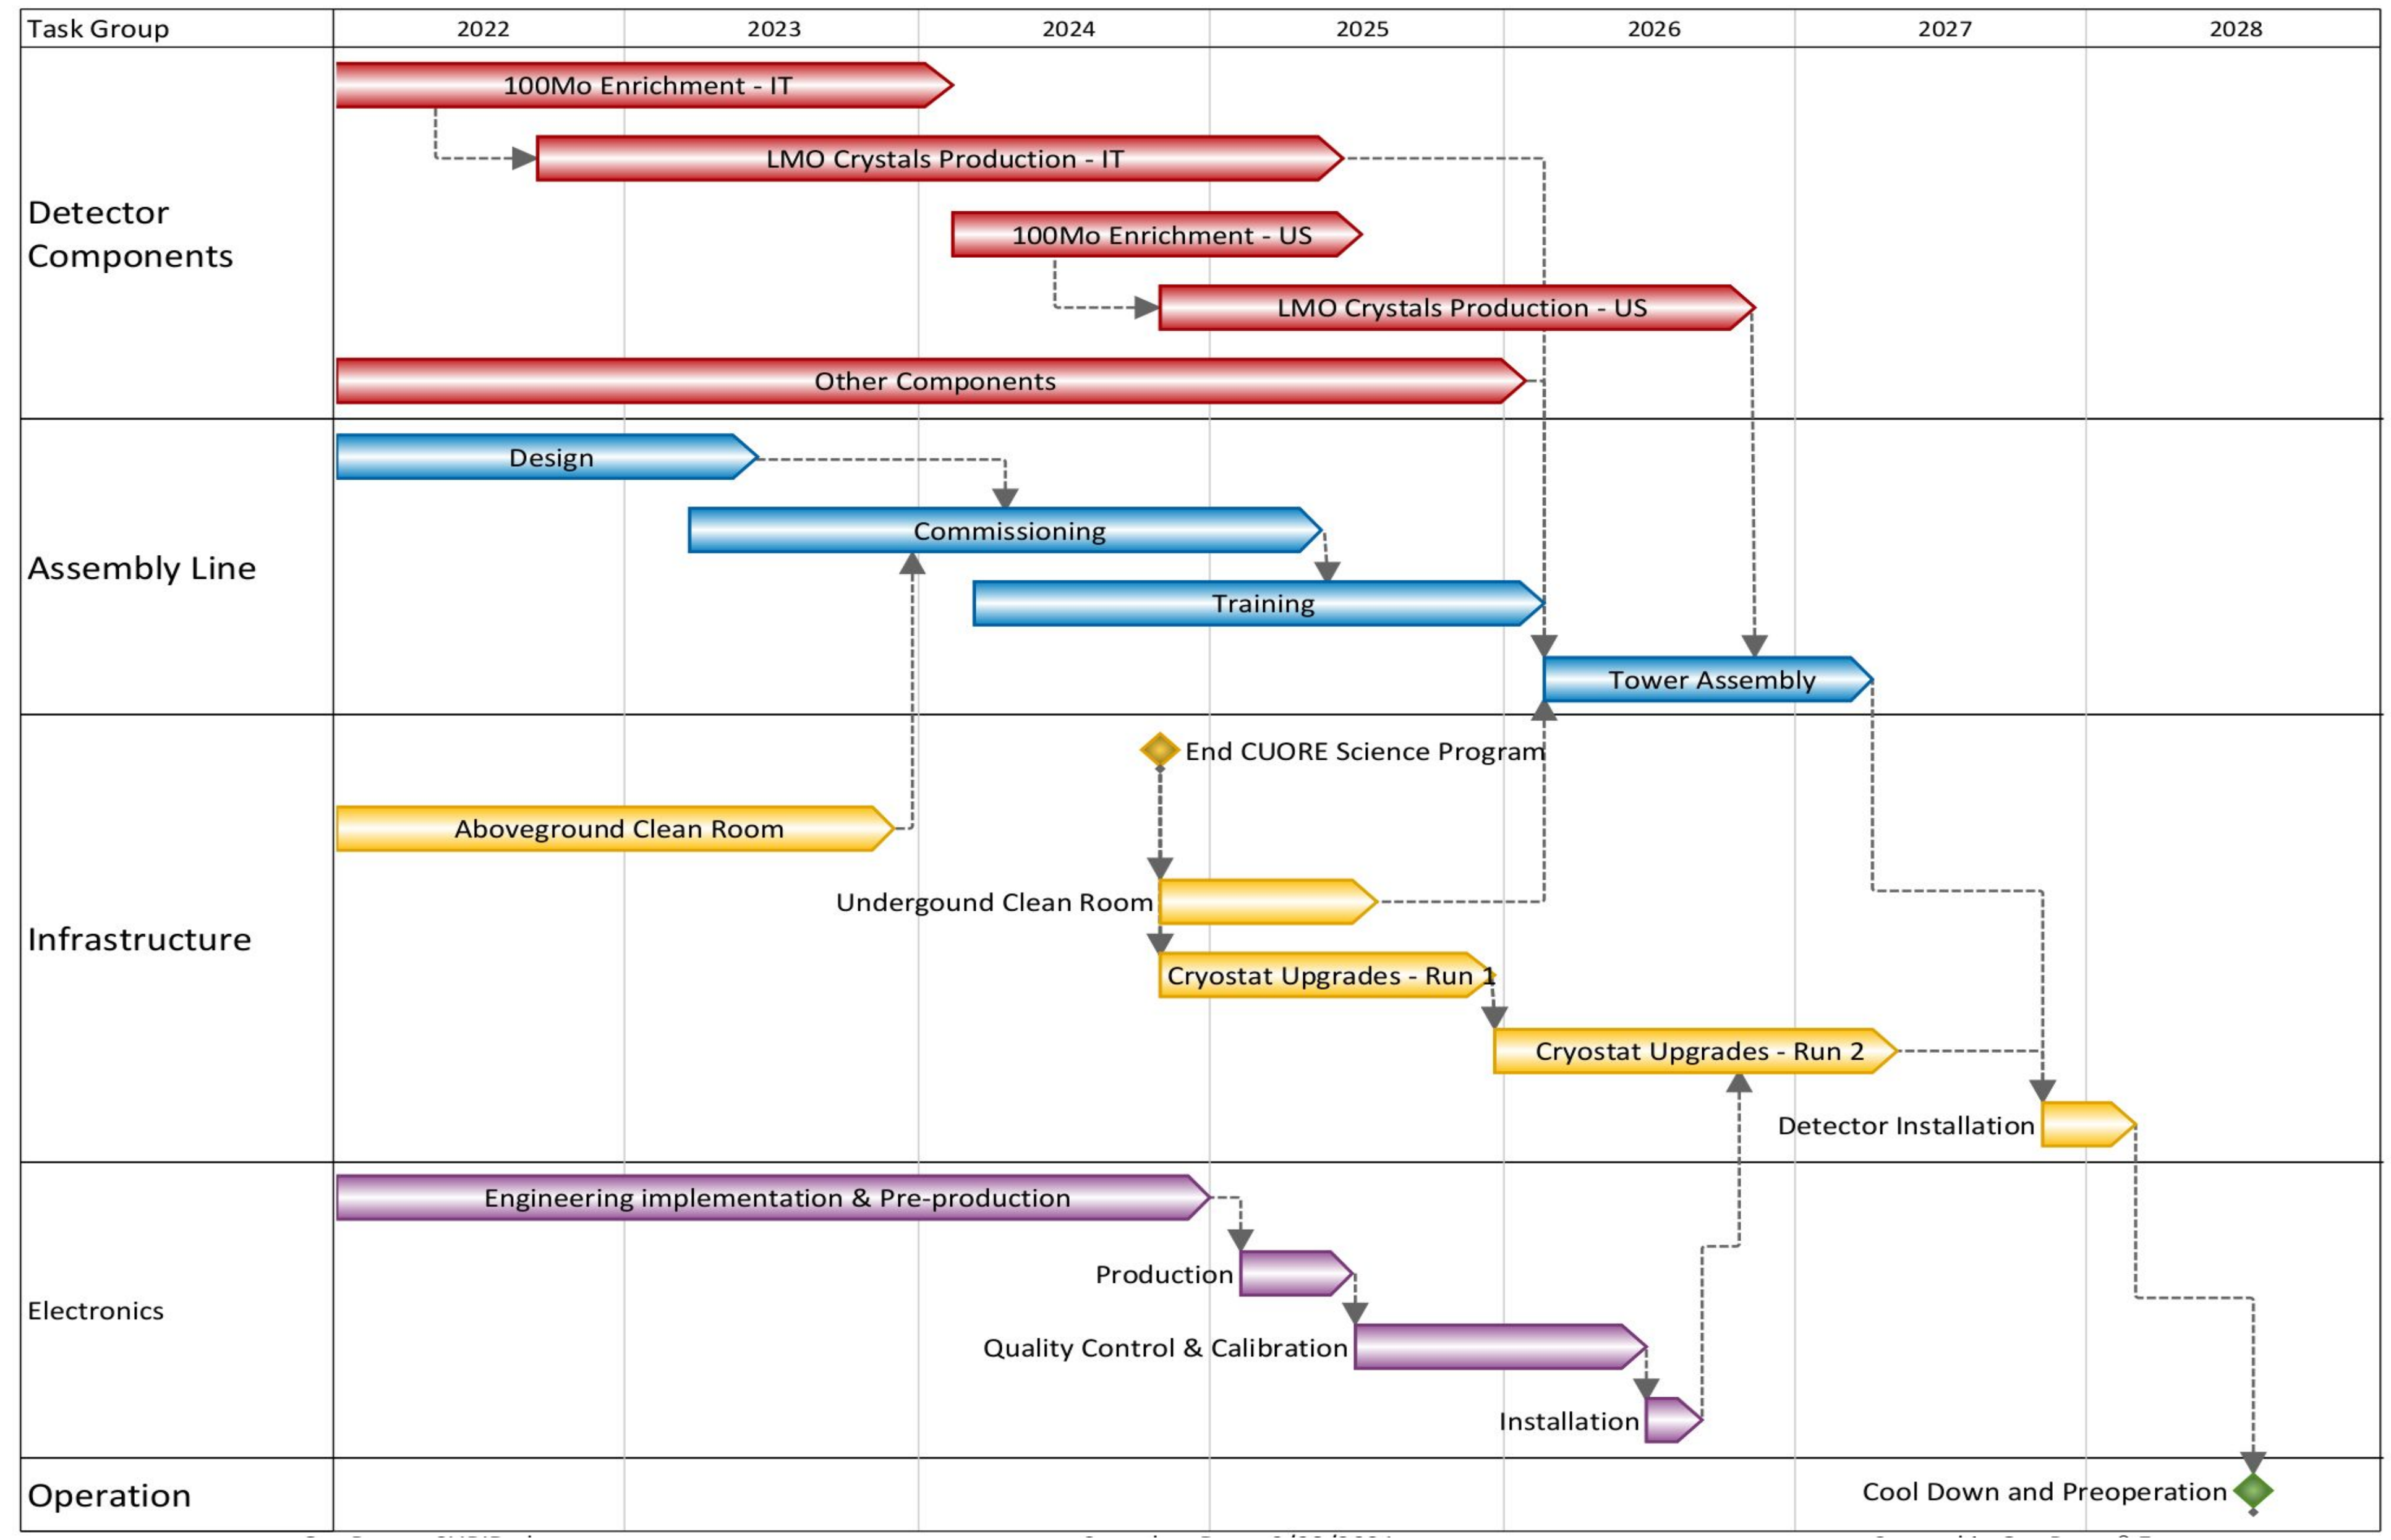 Task Group 2022 2023 2024 2025 2026 2027 2028
Detector
Components
100Mo Enrichment - IT
LMO Crystals Production - IT
100Mo Enrichment - US
LMO Crystals Production - US
Other Components
Assembly Line
Design
Commissioning
Training
Tower Assembly
Infrastructure
End CUORE Science Program
Aboveground Clean Room
Undergound Clean Room
Cryostat Upgrades - Run 1
Cryostat Upgrades - Run 2
Detector Installation
Electronics
Engineering implementation & Pre-production
Production
Quality Control & Calibration
Installation
Operation
Cool Down and Preoperation